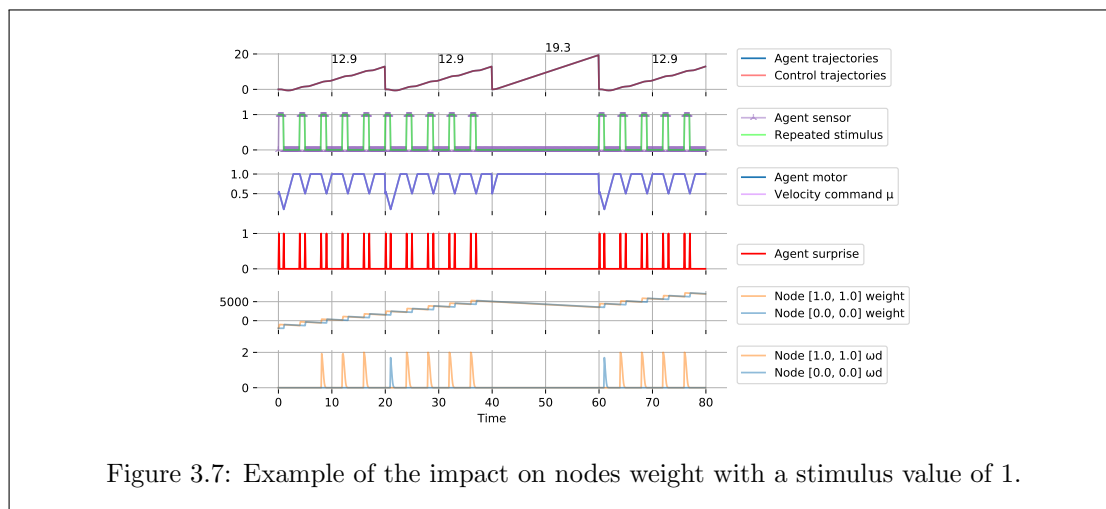 19.3
12.9
12.9
12.9
20
0
Agent trajectories
Control trajectories
1
0
Agent sensor
Repeated stimulus
1.0
0.5
Agent motor
Velocity command μ
1
0
Agent surprise
5000
0
Node [1.0, 1.0] weight
Node [0.0, 0.0] weight
2
0
Node [1.0, 1.0] ωd
Node [0.0, 0.0] ωd
0 10 20 30 40 50 60 70 80
Time
Figure 3.7: Example of the impact on nodes weight with a stimulus value of 1.